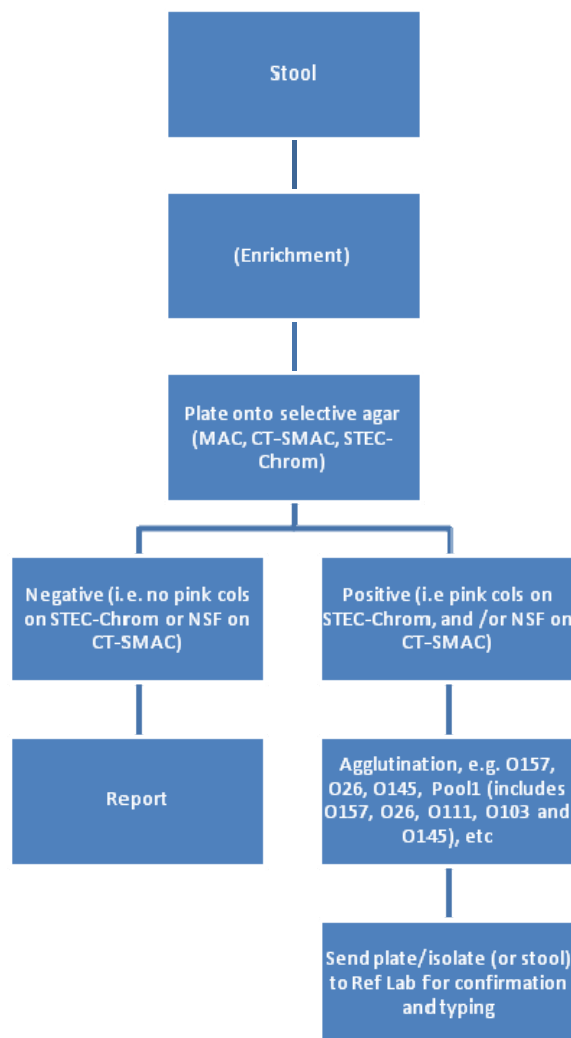 Stool
(Enrichment)
Plate onto selective agar
(MAC, CT-SMAC, STEC-
Chrom)
Negative (i.e. no pink cols
on STEC-Chrom or NSF on
CT-SMAC)
Positive (i.e pink cols on
STEC-Chrom, and /or NSF on
CT-SMAC)
Report
Agglutination, e.g. O157,
O26, O145, Pool1 (includes
O157, O26, O111, O103 and
O145), etc
Send plate/isolate (or stool)
to Ref Lab for confirmation
and typing